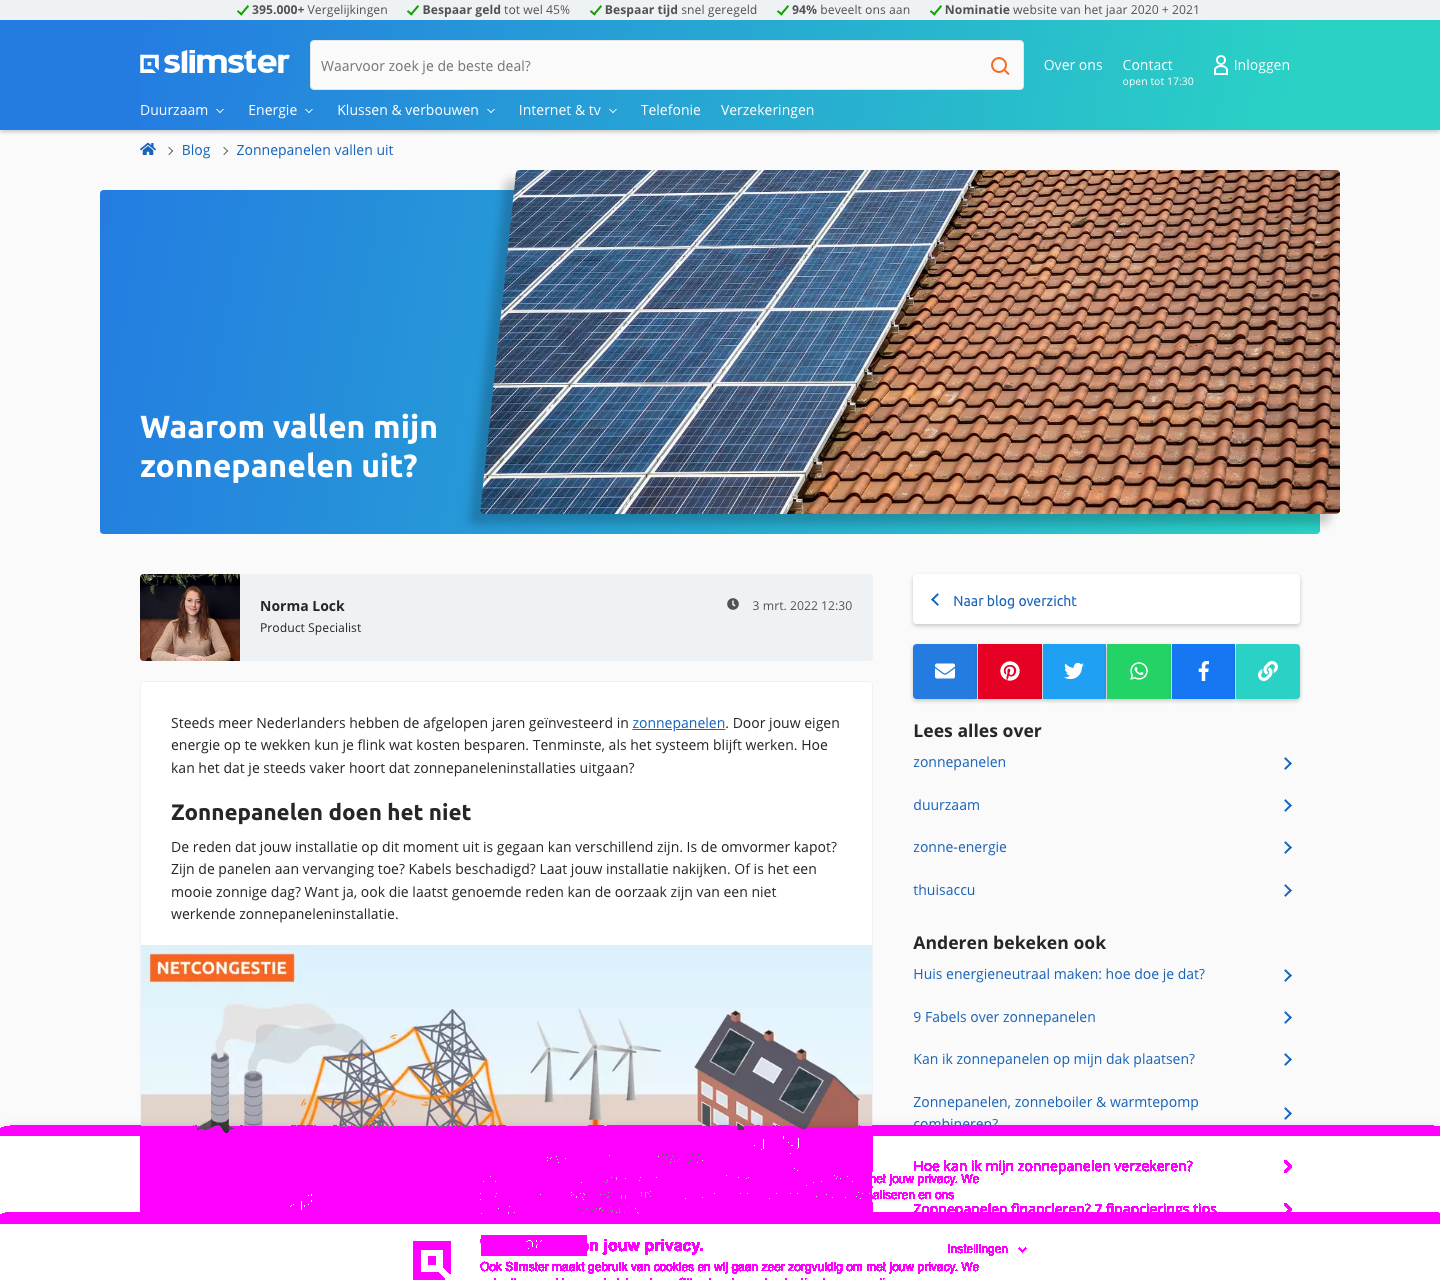 395.000+ Vergelijkingen
Bespaar geld tot wel 45%
Bespaar tijd snel geregeld
94% beveelt ons aan
Nominatie website van het jaar 2020 + 2021
slimster
Waarvoor zoek je de beste deal?
Over ons
Contact
open tot 17:30
Inloggen
Duurzaam
Energie
Klussen & verbouwen
Internet & tv
Telefonie
Verzekeringen
Blog
Zonnepanelen vallen uit
Waarom vallen mijn
zonnepanelen uit?
Norma Lock
Product Specialist
3 mrt. 2022 12:30
Steeds meer Nederlanders hebben de afgelopen jaren geïnvesteerd in zonnepanelen. Door jouw eigen
energie op te wekken kun je flink wat kosten besparen. Tenminste, als het systeem blijft werken. Hoe
kan het dat je steeds vaker hoort dat zonnepaneleninstallaties uitgaan?
Zonnepanelen doen het niet
De reden dat jouw installatie op dit moment uit is gegaan kan verschillend zijn. Is de omvormer kapot?
Zijn de panelen aan vervanging toe? Kabels beschadigd? Laat jouw installatie nakijken. Of is het een
mooie zonnige dag? Want ja, ook die laatst genoemde reden kan de oorzaak zijn van een niet
werkende zonnepaneleninstallatie.
NETCONGESTIE
Naar blog overzicht
Lees alles over
zonnepanelen
duurzaam
zonne-energie
thuisaccu
Anderen bekeken ook
Huis energieneutraal maken: hoe doe je dat?
9 Fabels over zonnepanelen
Kan ik zonnepanelen op mijn dak plaatsen?
Zonnepanelen, zonneboiler & warmtepomp
combineren?
Hoe kan ik mijn zonnepanelen verzekeren?
met jouw privacy. We
aliseren en ons
Zonnepanelen financieren? 7 financierings tips
jouw privacy.
Instellingen
Ook Slimster maakt gebruik van cookies en wij gaan zeer zorgvuldig om met jouw privacy. We